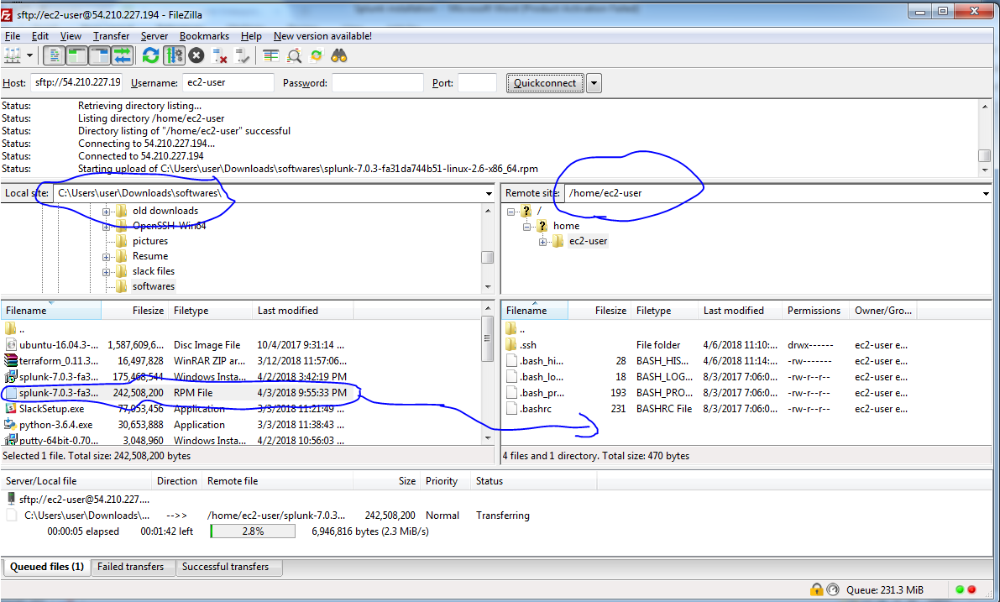 sftp://ec2-user@54.210.227.194 - FileZilla
File Edit View Transfer Server Bookmarks Help New version available!
Host: sftp://54.210.227.19 Username: ec2-user Password: Port: Quickconnect
Status: Retrieving directory listing...
Status: Listing directory /home/ec2-user
Status: Directory listing of "/home/ec2-user" successful
Status: Connecting to 54.210.227.194...
Status: Connected to 54.210.227.194
Status: Starting upload of C:\Users\user\Downloads\softwares\splunk-7.0.3-fa31da744b51-linux-2.6-x86_64.rpm
Local site: C:\Users\user\Downloads\softwares\
old downloads
OpenSSH-Win64
pictures
Resume
slack files
softwares
Remote site: /home/ec2-user
/
home
ec2-user
Filename Filesize Filetype Last modified
..
ubuntu-16.04.3-... 1,587,609,6... Disc Image File 10/4/2017 9:31:14 ...
terraform_0.11.3... 16,497,828 WinRAR ZIP ar... 3/12/2018 11:57:06...
splunk-7.0.3-fa3... 175,468,544 Windows Insta... 4/2/2018 3:42:19 PM
splunk-7.0.3-fa3... 242,508,200 RPM File 4/3/2018 9:55:33 PM
SlackSetup.exe 77,053,456 Application 3/3/2018 11:21:49 ...
python-3.6.4.exe 30,653,888 Application 3/3/2018 11:38:43 ...
putty-64bit-0.70... 3,048,960 Windows Insta... 4/2/2018 10:56:03 ...
Selected 1 file. Total size: 242,508,200 bytes
Filename Filesize Filetype Last modified Permissions Owner/Gro...
..
.ssh File folder 4/6/2018 11:10:... drwx------ ec2-user e...
.bash_hi... 28 BASH_HIS... 4/6/2018 11:14:... -rw------- ec2-user e...
.bash_lo... 18 BASH_LOG... 8/3/2017 7:06:0... -rw-r--r-- ec2-user e...
.bash_pr... 193 BASH_PRO... 8/3/2017 7:06:0... -rw-r--r-- ec2-user e...
.bashrc 231 BASHRC File 8/3/2017 7:06:0... -rw-r--r-- ec2-user e...
4 files and 1 directory. Total size: 470 bytes
Server/Local file Direction Remote file Size Priority Status
sftp://ec2-user@54.210.227....
C:\Users\user\Downloads\... -->> /home/ec2-user/splunk-7.0.3... 242,508,200 Normal Transferring
00:00:05 elapsed 00:01:42 left 2.8% 6,946,816 bytes (2.3 MiB/s)
Queued files (1) Failed transfers Successful transfers
Queue: 231.3 MiB